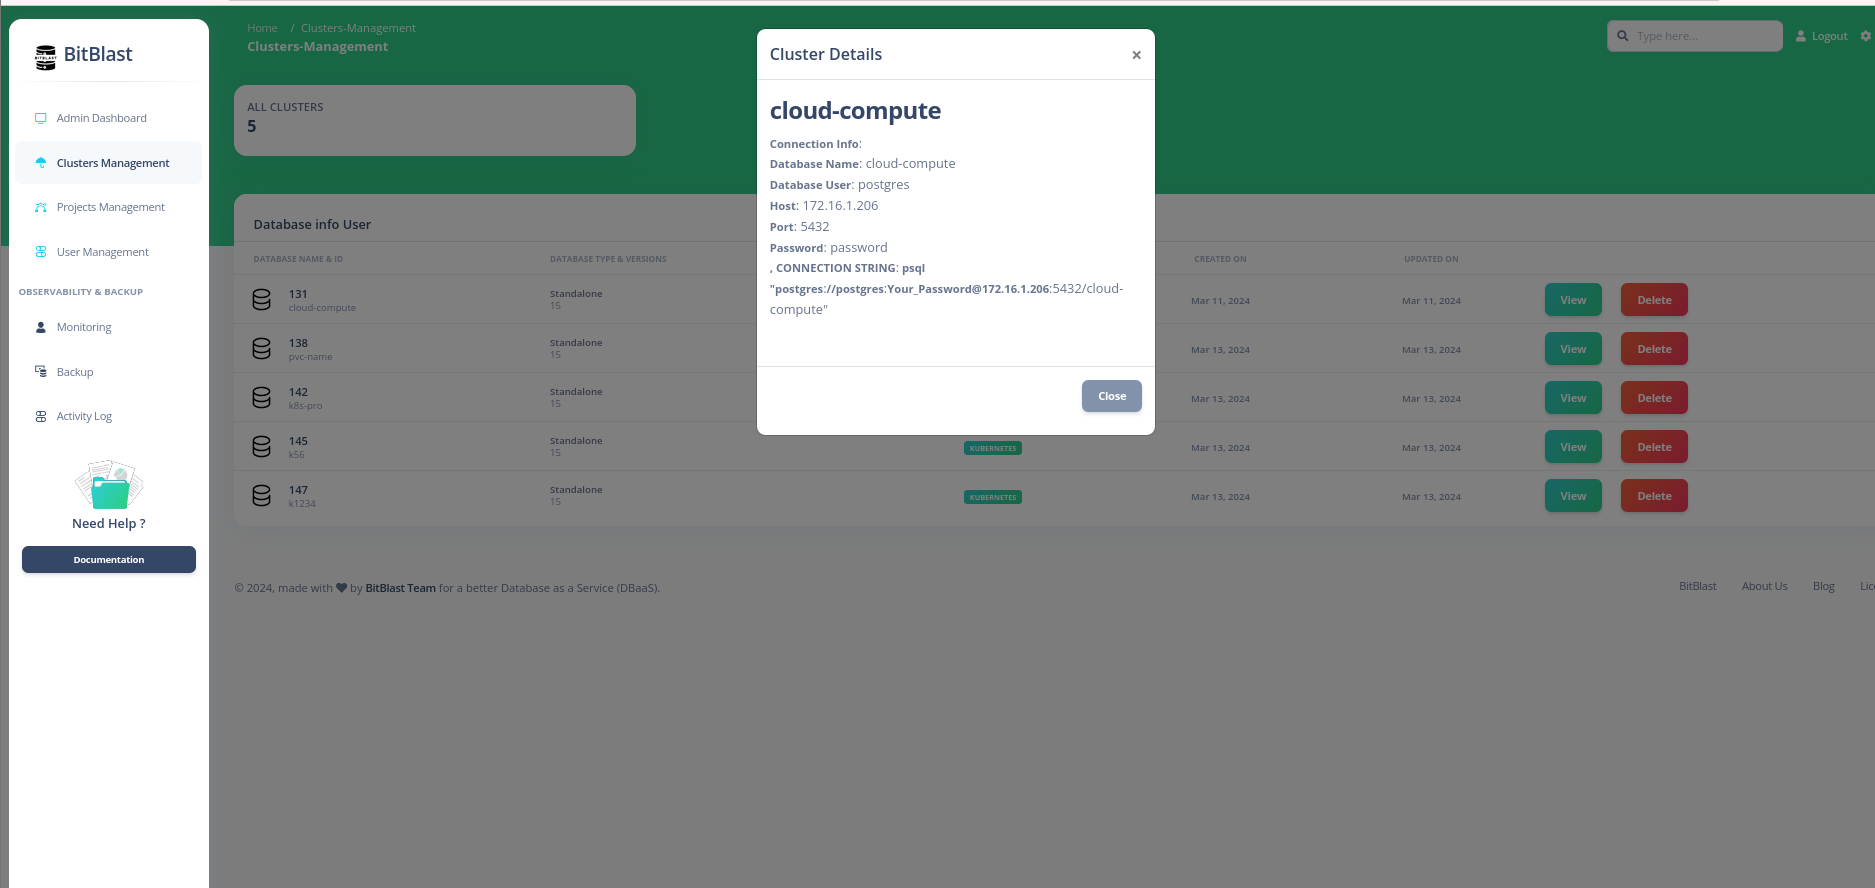 BitBlast
Admin Dashboard
Clusters Management
Projects Management
User Management
OBSERVABILITY & BACKUP
Monitoring
Backup
Activity Log
Need Help ?
Documentation
Home / Clusters-Management
Clusters-Management
Type here...
Logout
ALL CLUSTERS
5
Cluster Details
×
cloud-compute
Connection Info:
Database Name: cloud-compute
Database User: postgres
Host: 172.16.1.206
Port: 5432
Password: password
, CONNECTION STRING: psql
"postgres://postgres:Your_Password@172.16.1.206:5432/cloud-
compute"
Close
Database info User
DATABASE NAME & ID DATABASE TYPE & VERSIONS CREATED ON UPDATED ON
131 Standalone
cloud-compute 15 Mar 11, 2024 Mar 11, 2024 View Delete
138 Standalone
pvc-name 15 Mar 13, 2024 Mar 13, 2024 View Delete
142 Standalone
k8s-pro 15 Mar 13, 2024 Mar 13, 2024 View Delete
145 Standalone
k56 15 KUBERNETES Mar 13, 2024 Mar 13, 2024 View Delete
147 Standalone
k1234 15 KUBERNETES Mar 13, 2024 Mar 13, 2024 View Delete
© 2024, made with by BitBlast Team for a better Database as a Service (DBaaS).
BitBlast About Us Blog Lic